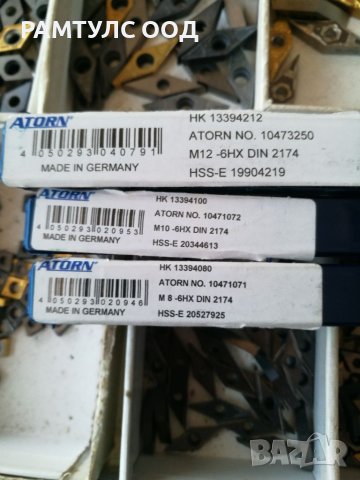 РАМТУЛС ООД
ATORN
HK 13394212
ATORN NO. 10473250
4 050293 040791
M12 -6HX DIN 2174
MADE IN GERMANY
HSS-E 19904219
ATORN
HK 13394100
ATORN NO. 10471072
4 050293 020953
M10 -6HX DIN 2174
MADE IN GERMANY
HSS-E 20344613
ATORN
HK 13394080
ATORN NO. 10471071
4 050293 020946
M 8 -6HX DIN 2174
MADE IN GERMANY
HSS-E 20527925
BAZAR